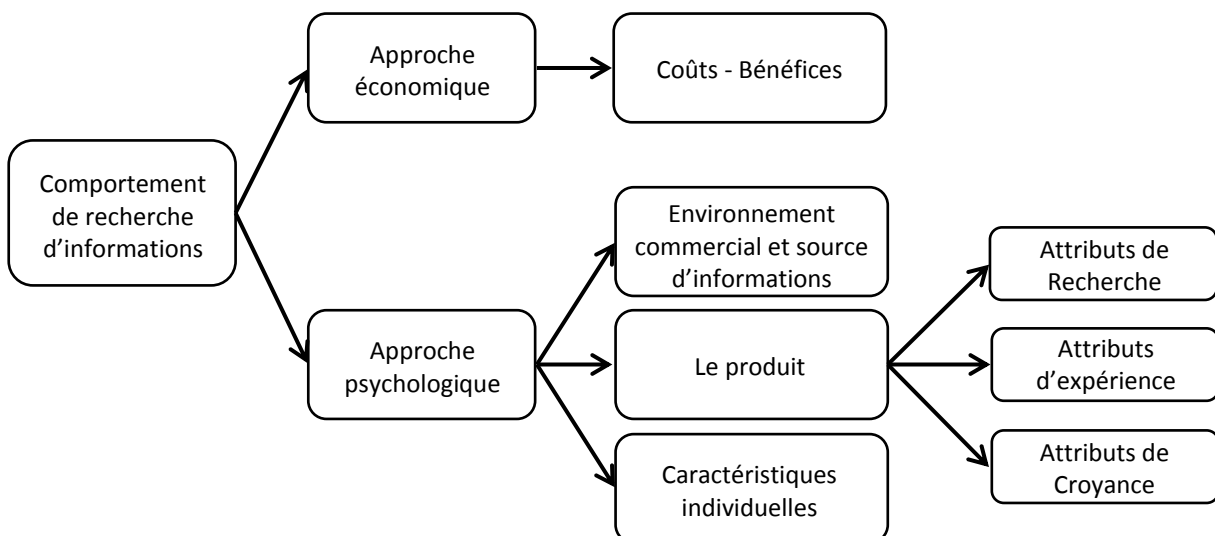 Approche
économique
Coûts - Bénéfices
Comportement
de recherche
d’informations
Environnement
commercial et source
d’informations
Approche
psychologique
Le produit
Caractéristiques
individuelles
Attributs de
Recherche
Attributs
d’expérience
Attributs de
Croyance